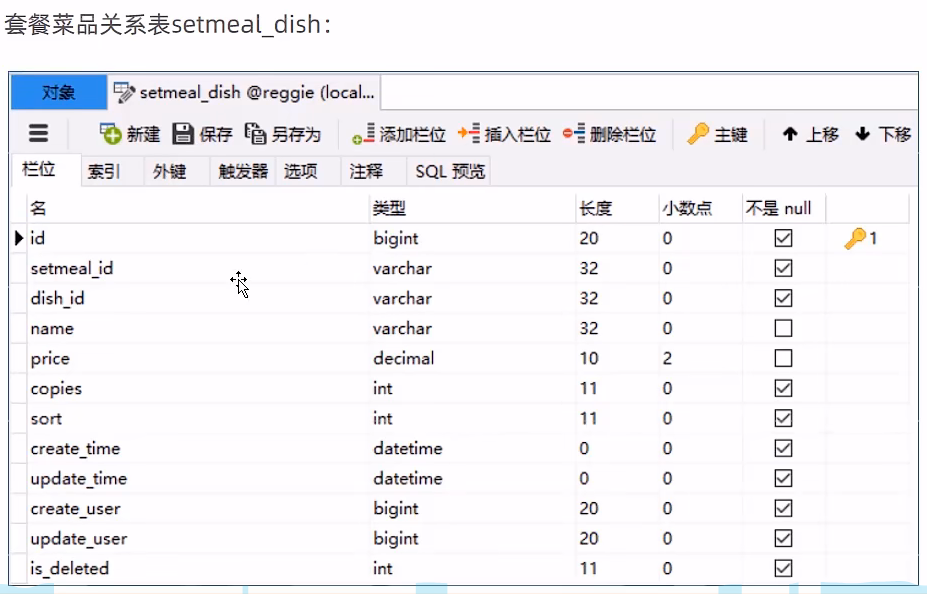 套餐菜品关系表setmeal_dish：
对象 setmeal_dish @reggie (local...
新建 保存 另存为 添加栏位 插入栏位 删除栏位 主键 上移 下移
栏位 索引 外键 触发器 选项 注释 SQL 预览
名 类型 长度 小数点 不是 null
id bigint 20 0 1
setmeal_id varchar 32 0
dish_id varchar 32 0
name varchar 32 0
price decimal 10 2
copies int 11 0
sort int 11 0
create_time datetime 0 0
update_time datetime 0 0
create_user bigint 20 0
update_user bigint 20 0
is_deleted int 11 0